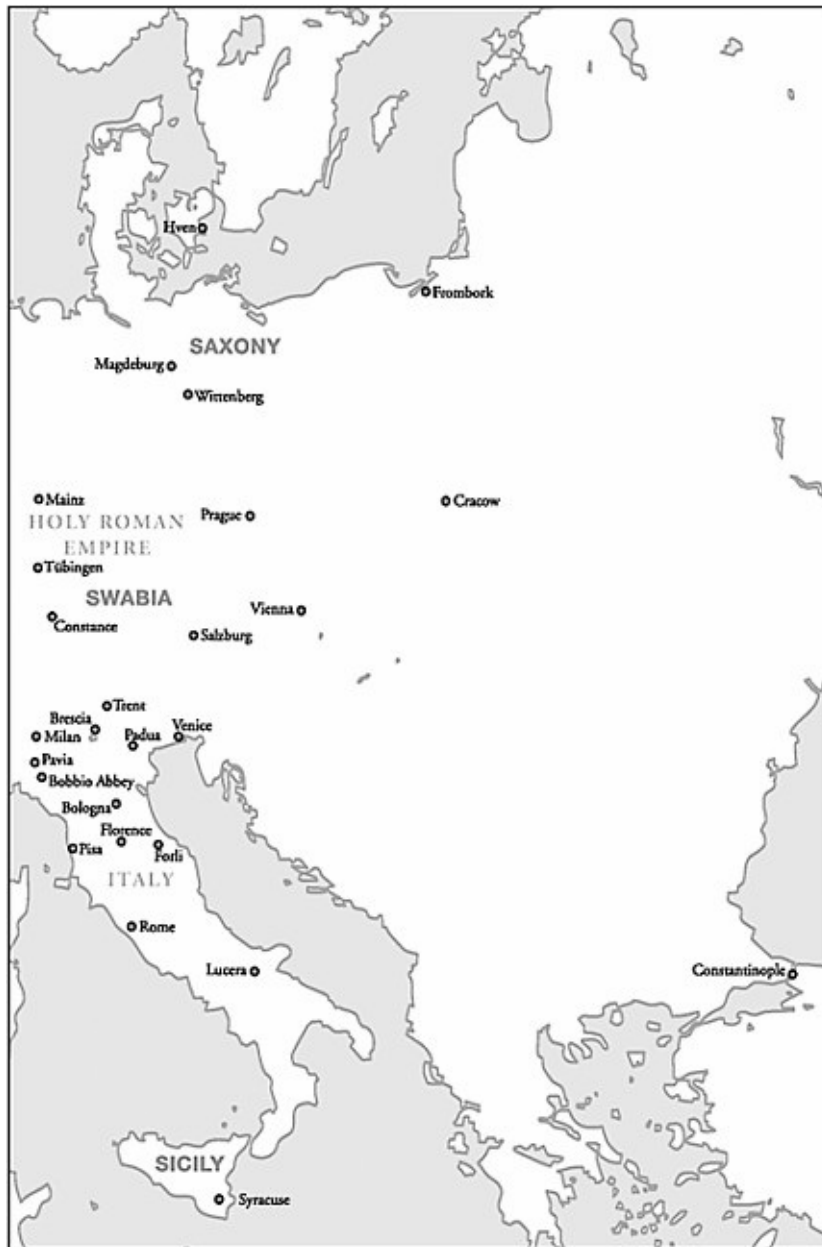 Hven
Frombork
SAXONY
Magdeburg
Wittenberg
Mainz
Cracow
Prague
HOLY ROMAN
EMPIRE
Tübingen
SWABIA
Vienna
Constance
Salzburg
Trent
Brescia
Venice
Milan
Padua
Pavia
Bobbio Abbey
Bologna
Florence
Pisa
Forli
ITALY
Rome
Lucera
Constantinople
SICILY
Syracuse